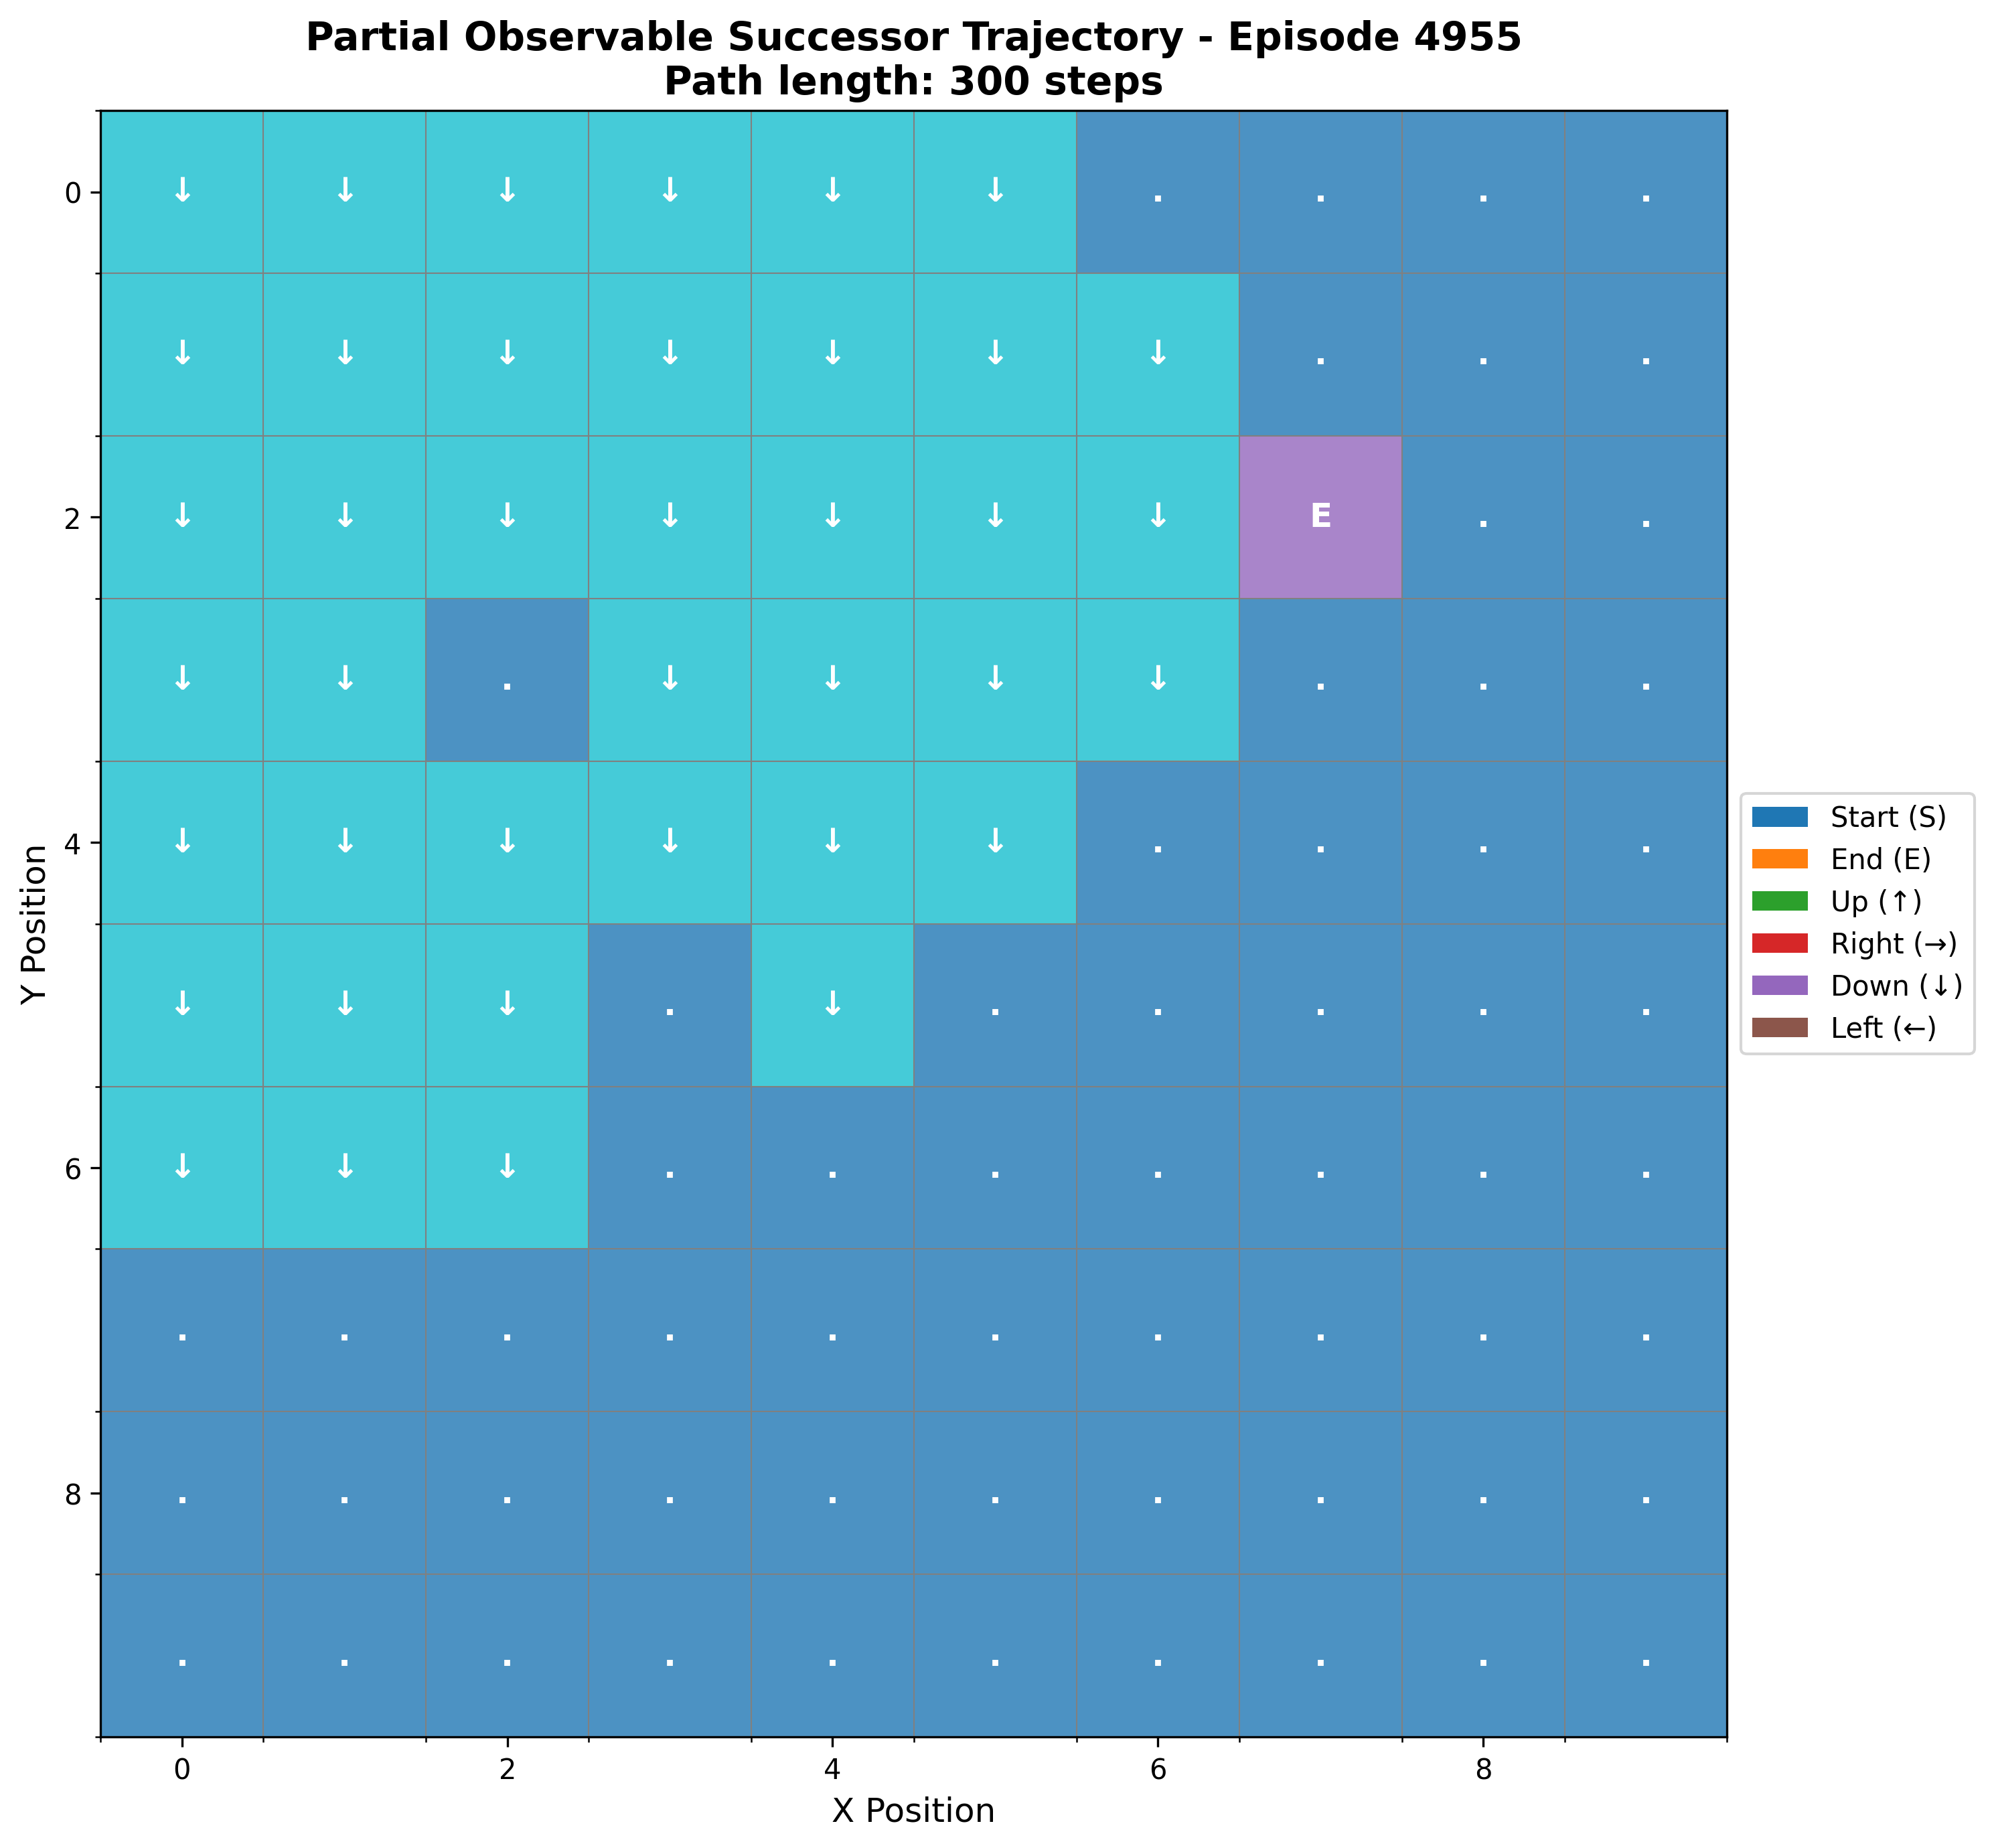 Partial Observable Successor Trajectory - Episode 4955
Path length: 300 steps
0 ↓ ↓ ↓ ↓ ↓ ↓ . . . .
↓ ↓ ↓ ↓ ↓ ↓ ↓ . . .
2 ↓ ↓ ↓ ↓ ↓ ↓ ↓ E . .
↓ ↓ . ↓ ↓ ↓ ↓ . . .
4 ↓ ↓ ↓ ↓ ↓ ↓ . . . .
↓ ↓ ↓ . ↓ . . . . .
6 ↓ ↓ ↓ . . . . . . .
. . . . . . . . . .
8 . . . . . . . . . .
. . . . . . . . . .
0 2 4 6 8
X Position
Y Position
Start (S)
End (E)
Up (↑)
Right (→)
Down (↓)
Left (←)